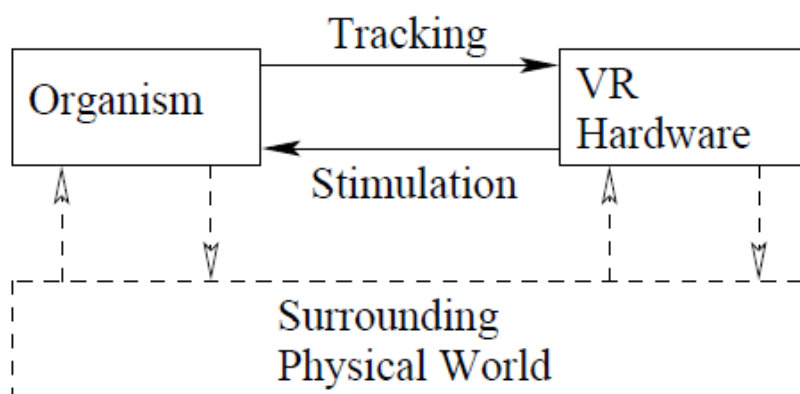 Tracking
Organism
VR
Hardware
Stimulation
Surrounding
Physical World